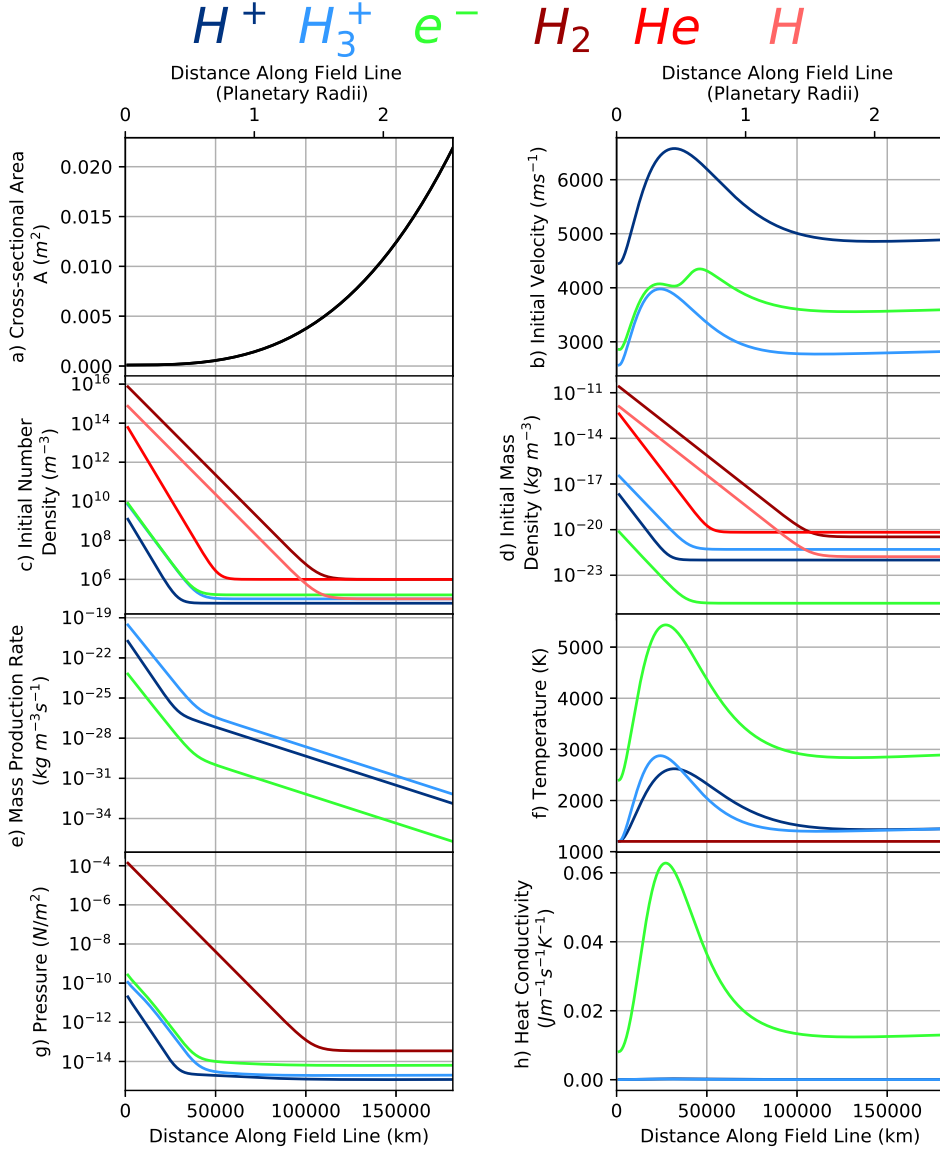 H⁺ H₃⁺ e⁻ H₂ He H
Distance Along Field Line
(Planetary Radii)
0 1 2
a) Cross-sectional Area
A (m²)
0.020
0.015
0.010
0.005
0.000
Distance Along Field Line
(Planetary Radii)
0 1 2
b) Initial Velocity (ms⁻¹)
6000
5000
4000
3000
c) Initial Number
Density (m⁻³)
10¹⁶
10¹⁴
10¹²
10¹⁰
10⁸
10⁶
d) Initial Mass
Density (kg m⁻³)
10⁻¹¹
10⁻¹⁴
10⁻¹⁷
10⁻²⁰
10⁻²³
e) Mass Production Rate
(kg m⁻³s⁻¹)
10⁻¹⁹
10⁻²²
10⁻²⁵
10⁻²⁸
10⁻³¹
10⁻³⁴
f) Temperature (K)
5000
4000
3000
2000
1000
g) Pressure (N/m²)
10⁻⁴
10⁻⁶
10⁻⁸
10⁻¹⁰
10⁻¹²
10⁻¹⁴
0 50000 100000 150000
Distance Along Field Line (km)
h) Heat Conductivity
(Jm⁻¹s⁻¹K⁻¹)
0.06
0.04
0.02
0.00
0 50000 100000 150000
Distance Along Field Line (km)